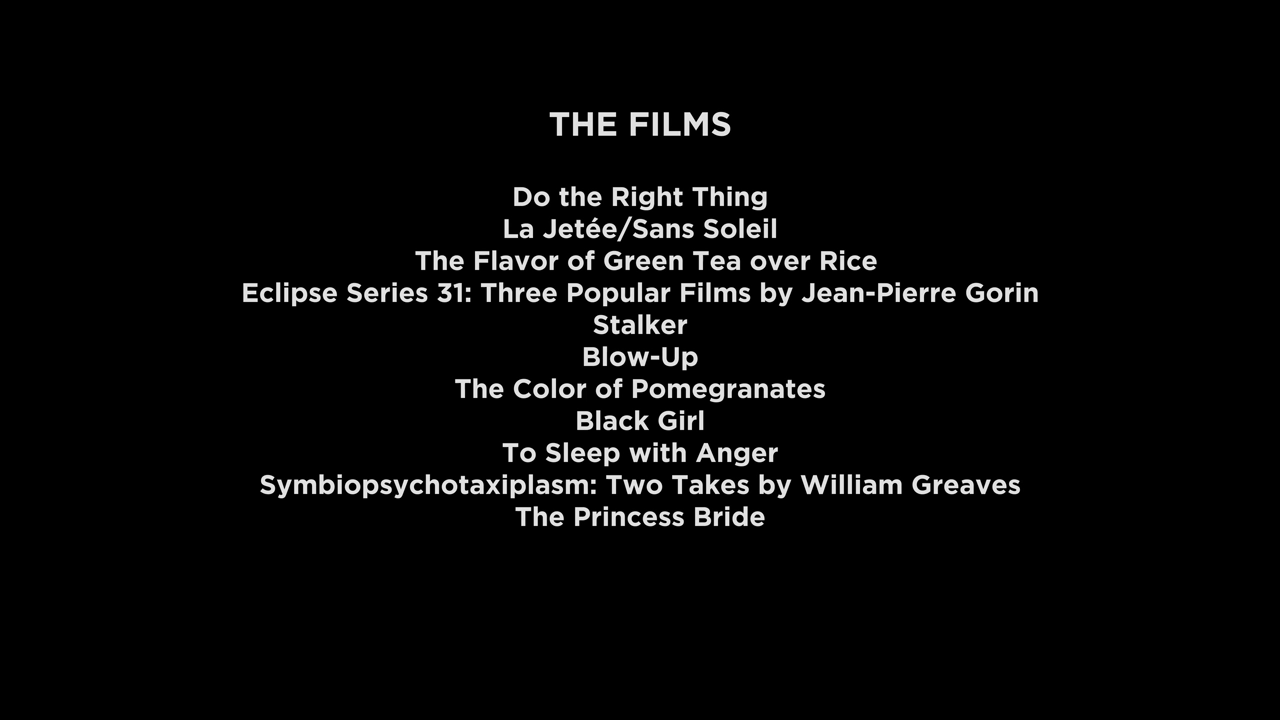 THE FILMS
Do the Right Thing
La Jetée/Sans Soleil
The Flavor of Green Tea over Rice
Eclipse Series 31: Three Popular Films by Jean-Pierre Gorin
Stalker
Blow-Up
The Color of Pomegranates
Black Girl
To Sleep with Anger
Symbiopsychotaxiplasm: Two Takes by William Greaves
The Princess Bride